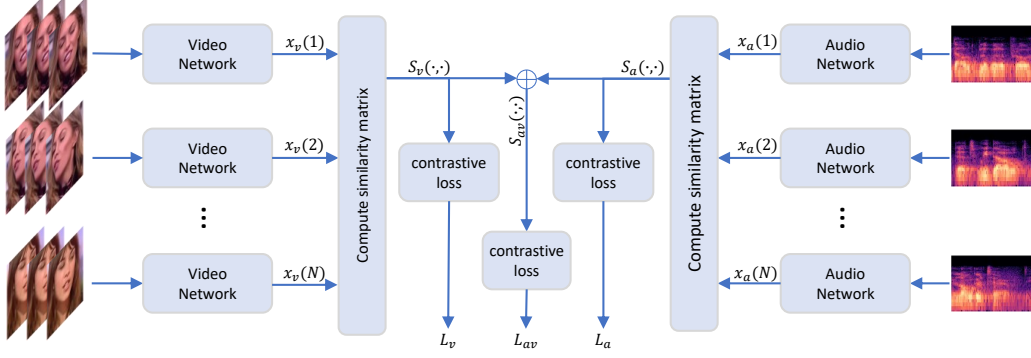 Video
Network
x_v(1)
Video
Network
x_v(2)
...
Video
Network
x_v(N)
Compute similarity matrix
S_v(·,·)
contrastive
loss
L_v
S_av(·,·)
contrastive
loss
L_av
S_a(·,·)
contrastive
loss
L_a
Compute similarity matrix
x_a(1)
Audio
Network
x_a(2)
Audio
Network
...
x_a(N)
Audio
Network